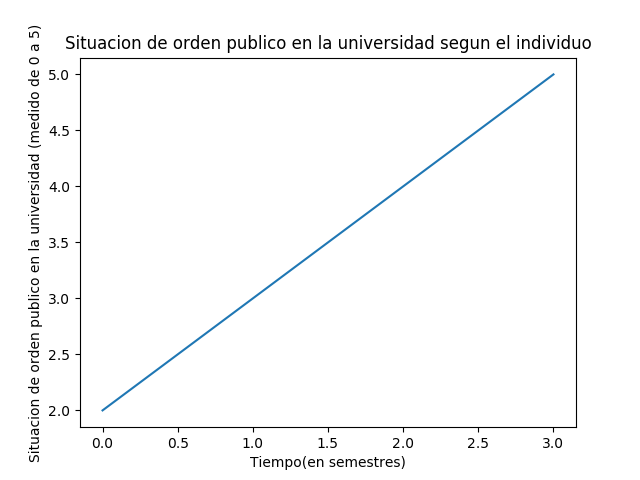 Situacion de orden publico en la universidad segun el individuo
Situacion de orden publico en la universidad (medido de 0 a 5)
5.0
4.5
4.0
3.5
3.0
2.5
2.0
0.0 0.5 1.0 1.5 2.0 2.5 3.0
Tiempo(en semestres)